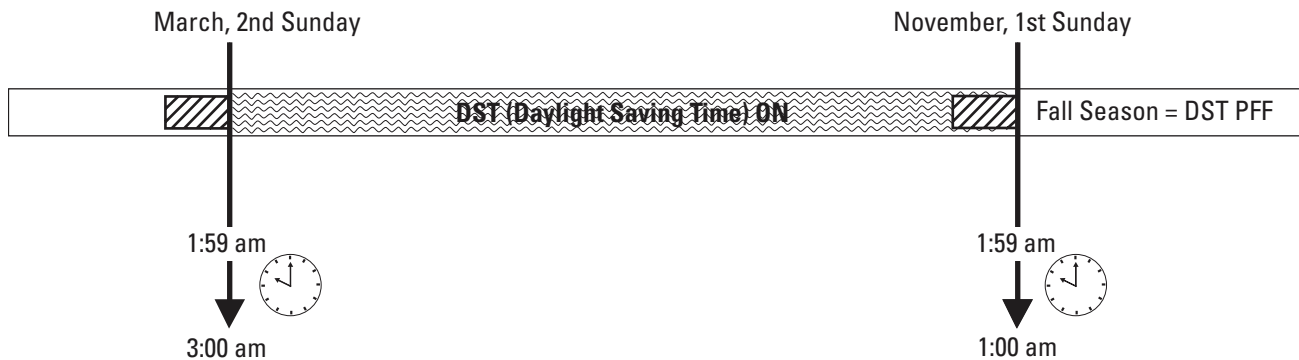 March, 2nd Sunday
November, 1st Sunday
DST (Daylight Saving Time) ON
Fall Season = DST PFF
1:59 am
1:59 am
3:00 am
1:00 am